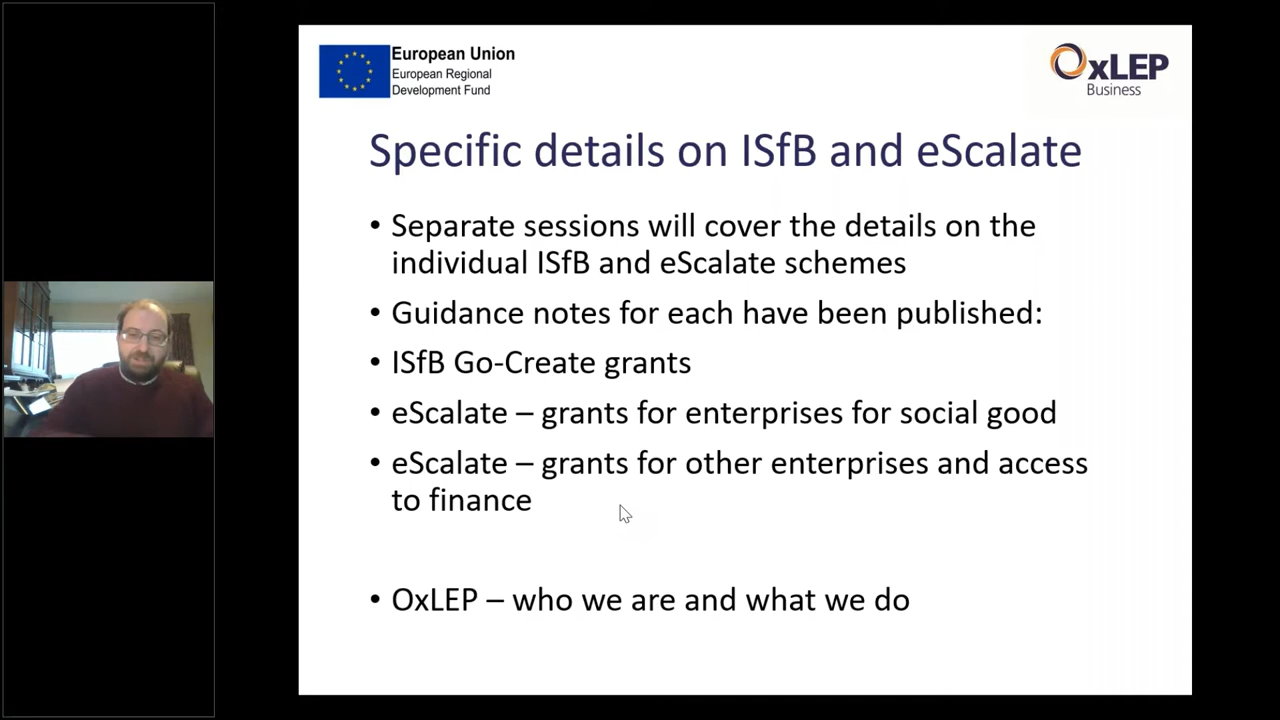 European Union
European Regional
Development Fund
OxLEP
Business
Specific details on ISfB and eScalate
• Separate sessions will cover the details on the
individual ISfB and eScalate schemes
• Guidance notes for each have been published:
• ISfB Go-Create grants
• eScalate – grants for enterprises for social good
• eScalate – grants for other enterprises and access
to finance
• OxLEP – who we are and what we do